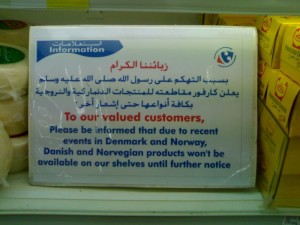 استعلامات
Information
زبائننا الكرام
بسبب التهكم على رسول الله صلى الله عليه وسلم
يعلن كارفور مقاطعته للمنتجات الدنماركية والنروجية
بكافة أنواعها حتى إشعار آخر
To our valued customers,
Please be informed that due to recent
events in Denmark and Norway,
Danish and Norvegian products won't be
available on our shelves until further notice